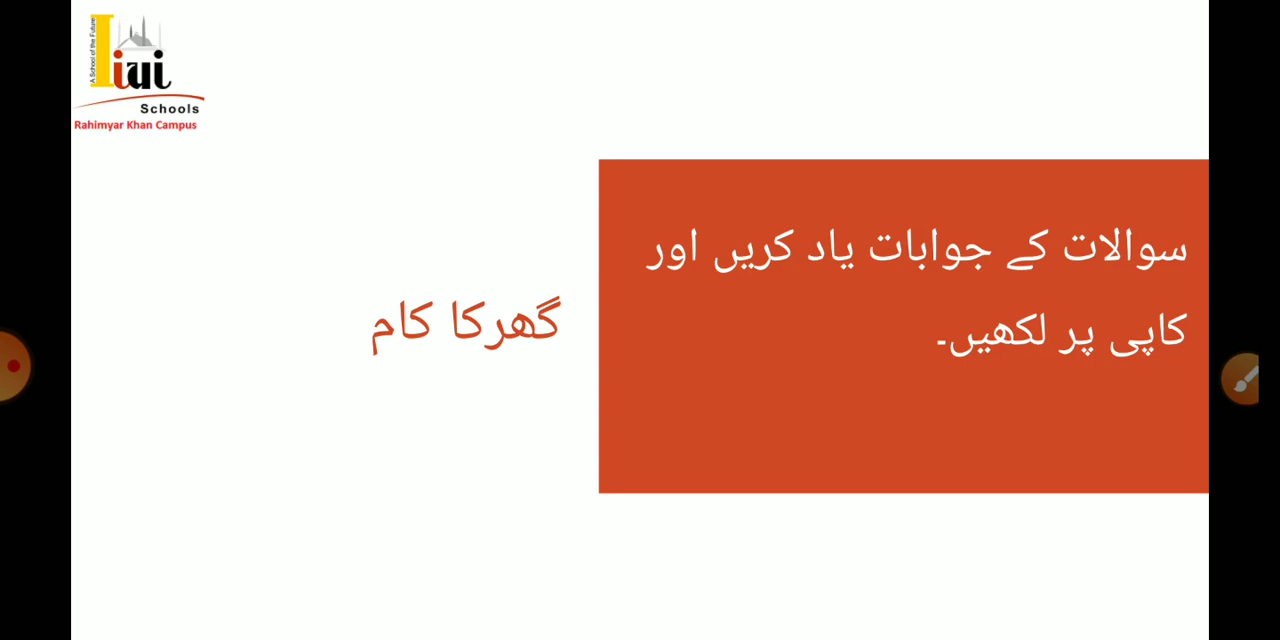 A School of the Future
Iiui
Schools
Rahimyar Khan Campus
سوالات کے جوابات یاد کریں اور
کاپی پر لکھیں۔
گھرکا کام